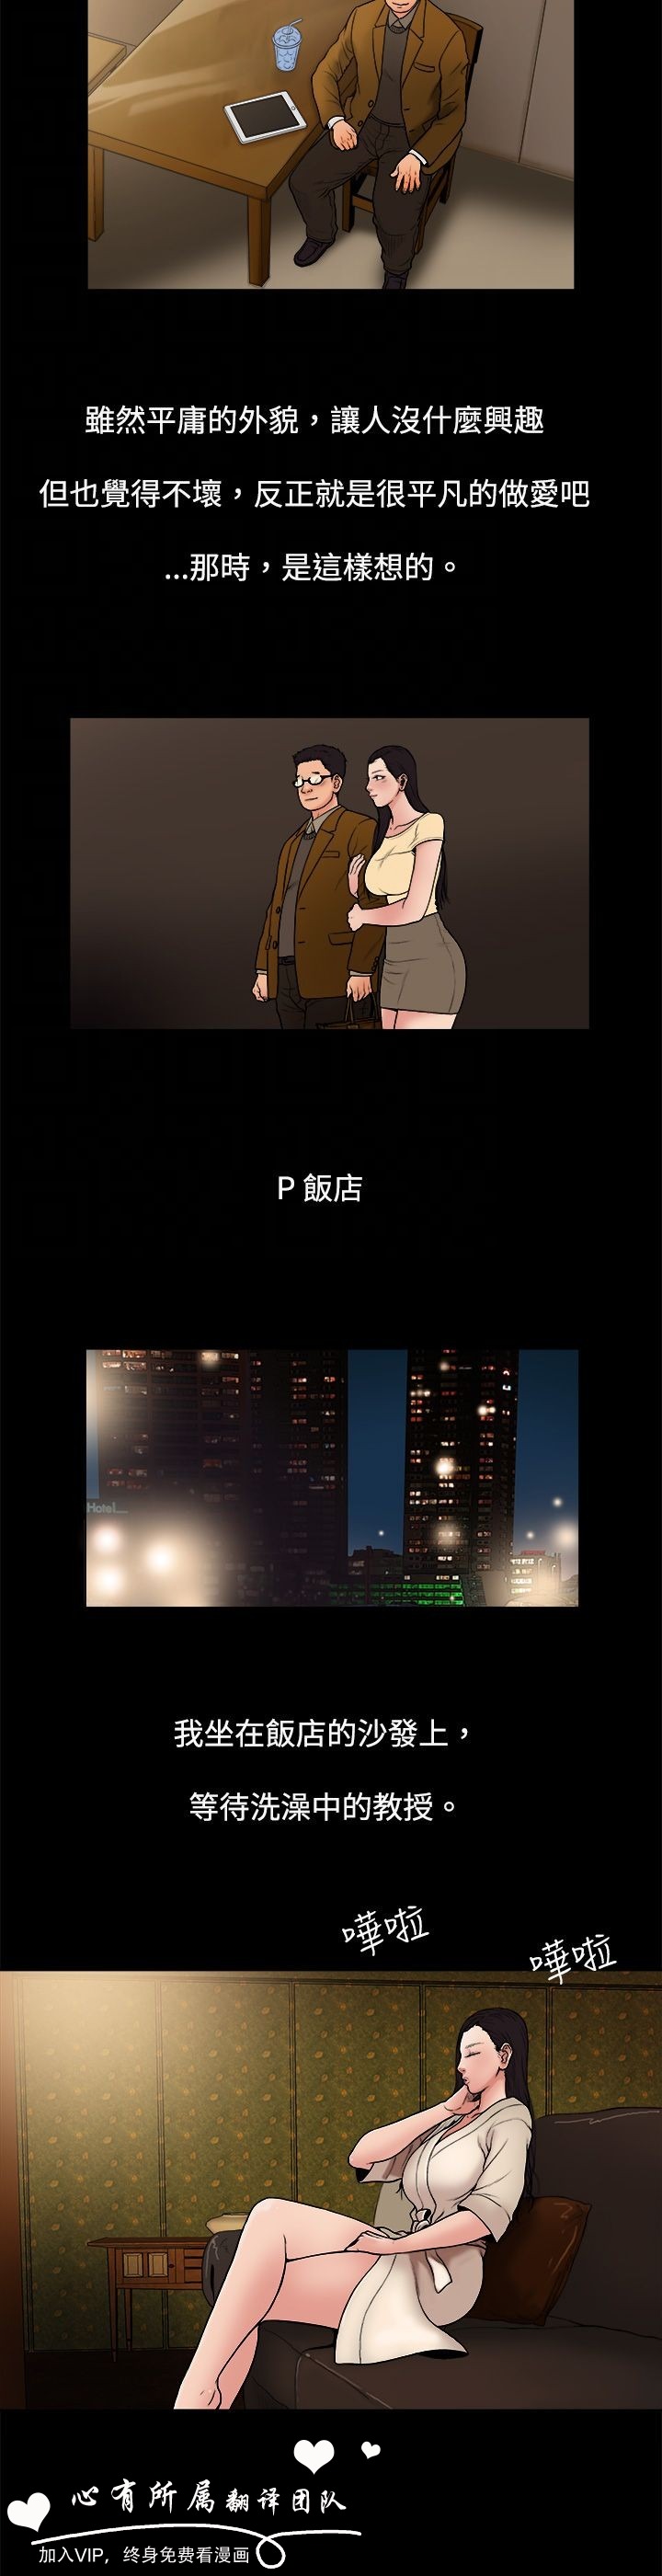 雖然平庸的外貌，讓人沒什麼興趣
但也覺得不壞，反正就是很平凡的做愛吧
...那時，是這樣想的。
P 飯店
Hotel
我坐在飯店的沙發上，
等待洗澡中的教授。
嘩啦
嘩啦
心有所属翻译团队
加入VIP，终身免费看漫画